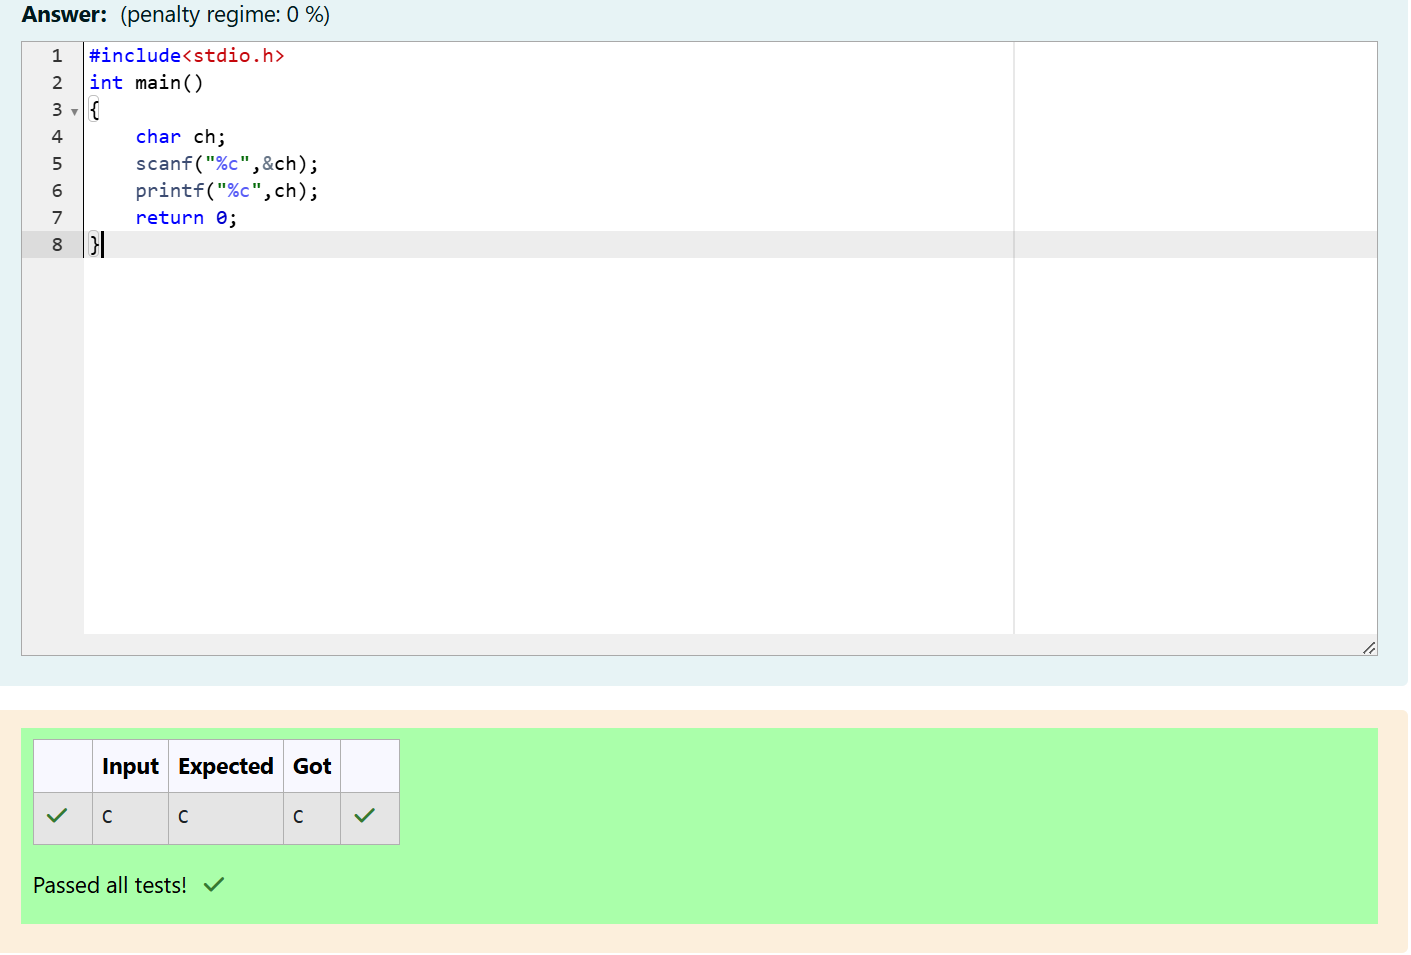 Answer: (penalty regime: 0 %)
1 #include<stdio.h>
2 int main()
3 {
4     char ch;
5     scanf("%c",&ch);
6     printf("%c",ch);
7     return 0;
8 }
Input Expected Got
C C C
Passed all tests!